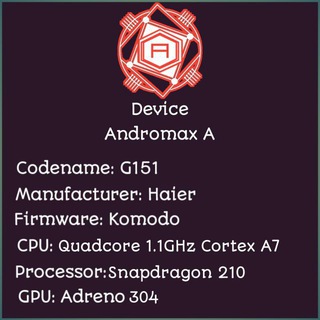 A
Device
Andromax A
Codename: G151
Manufacturer: Haier
Firmware: Komodo
CPU: Quadcore 1.1GHz Cortex A7
Processor:Snapdragon 210
GPU: Adreno 304